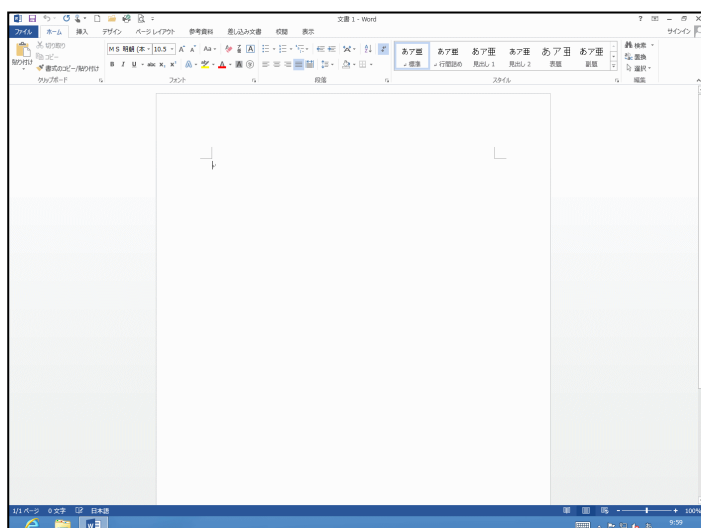 文書 1 - Word
ファイル ホーム 挿入 デザイン ページ レイアウト 参考資料 差し込み文書 校閲 表示 サインイン
貼り付け
切り取り
コピー
書式のコピー/貼り付け
クリップボード
MS 明朝 (本 10.5 A A Aa A
B I U abc x₂ x² A A A
フォント
段落
あア亜 あア亜 あア亜 あア亜 あア亜 あア亜
標準 行間詰め 見出し 1 見出し 2 表題 副題
スタイル
検索
置換
選択
編集
1/1 ページ 0 文字 日本語 100%
9:59